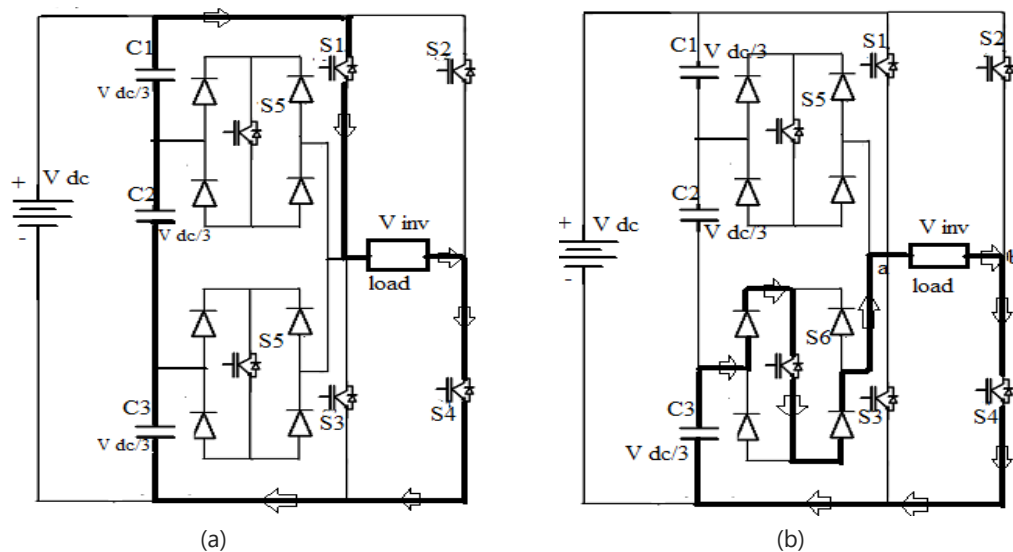 C1
V dc/3
S1
S2
S5
+ V dc
-
C2
V dc/3
V inv
load
S5
C3
V dc/3
S3
S4
(a)
C1
V dc/3
S1
S2
S5
+ V dc
-
C2
V dc/3
V inv
a
load
S6
C3
V dc/3
S3
S4
(b)